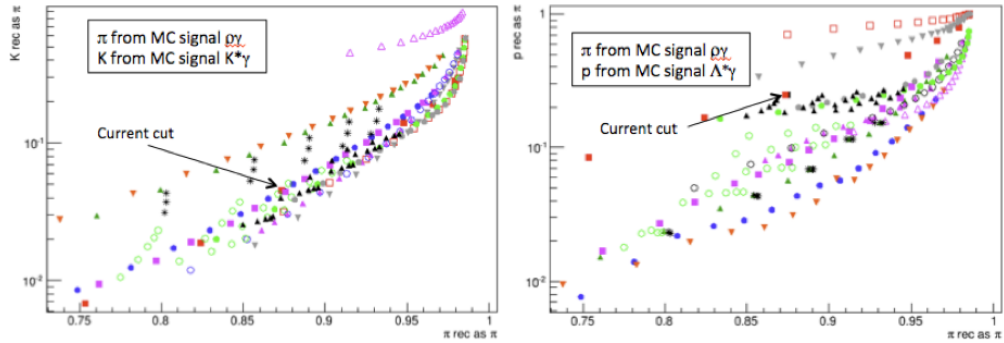 K rec as π
π from MC signal ργ
K from MC signal K*γ
Current cut
10⁻¹
10⁻²
0.75 0.8 0.85 0.9 0.95 1
π rec as π
p rec as π
1
π from MC signal ργ
p from MC signal Λ*γ
Current cut
10⁻¹
10⁻²
0.75 0.8 0.85 0.9 0.95 1
π rec as π